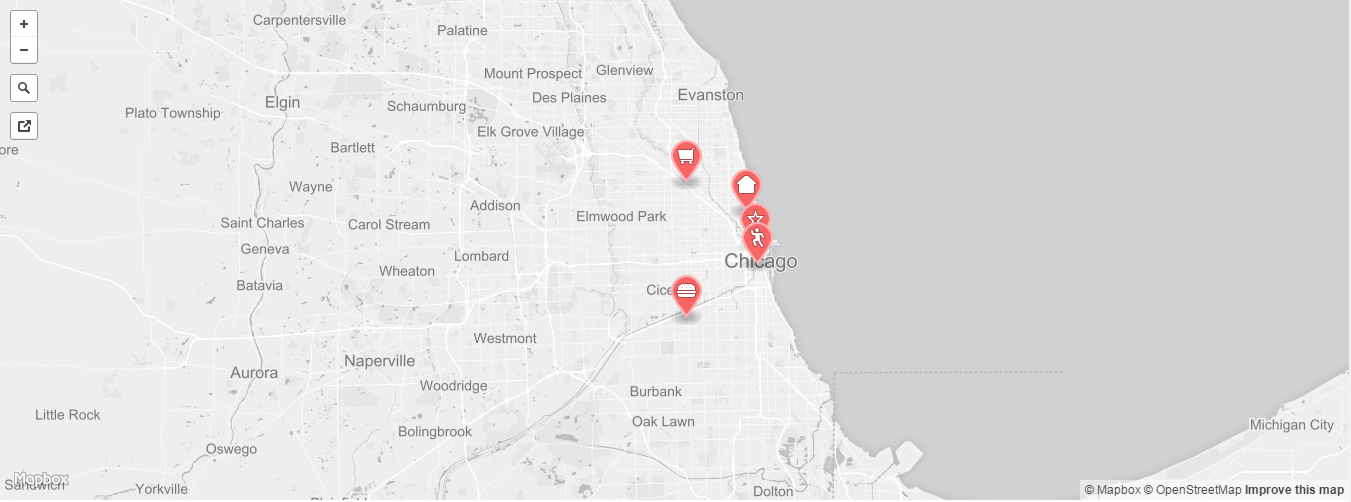 +
Carpentersville
Palatine
−
Mount Prospect
Glenview
Des Plaines
Evanston
Elgin
Schaumburg
Plato Township
Elk Grove Village
Bartlett
ore
Wayne
Addison
Elmwood Park
Saint Charles
Carol Stream
Geneva
Lombard
Chicago
Wheaton
Batavia
Cice
Westmont
Naperville
Aurora
Woodridge
Burbank
Little Rock
Oak Lawn
Michigan City
Bolingbrook
Oswego
Mapbox
Sandwich
Yorkville
Plainfield
Dolton
© Mapbox © OpenStreetMap Improve this map